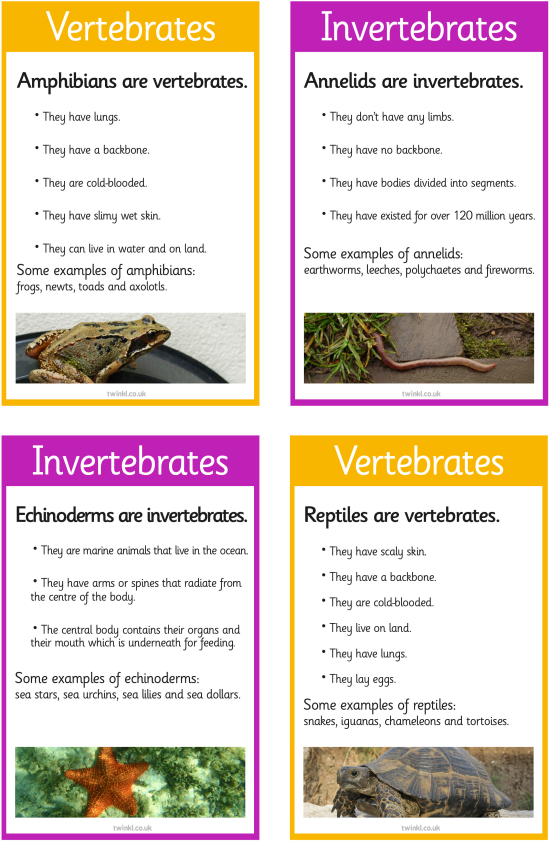 Vertebrates
Amphibians are vertebrates.
• They have lungs.
• They have a backbone.
• They are cold-blooded.
• They have slimy wet skin.
• They can live in water and on land.
Some examples of amphibians:
frogs, newts, toads and axolotls.
twinkl.co.uk
Invertebrates
Annelids are invertebrates.
• They don't have any limbs.
• They have no backbone.
• They have bodies divided into segments.
• They have existed for over 120 million years.
Some examples of annelids:
earthworms, leeches, polychaetes and fireworms.
twinkl.co.uk
Invertebrates
Echinoderms are invertebrates.
• They are marine animals that live in the ocean.
• They have arms or spines that radiate from
the centre of the body.
• The central body contains their organs and
their mouth which is underneath for feeding.
Some examples of echinoderms:
sea stars, sea urchins, sea lilies and sea dollars.
twinkl.co.uk
Vertebrates
Reptiles are vertebrates.
• They have scaly skin.
• They have a backbone.
• They are cold-blooded.
• They live on land.
• They have lungs.
• They lay eggs.
Some examples of reptiles:
snakes, iguanas, chameleons and tortoises.
twinkl.co.uk